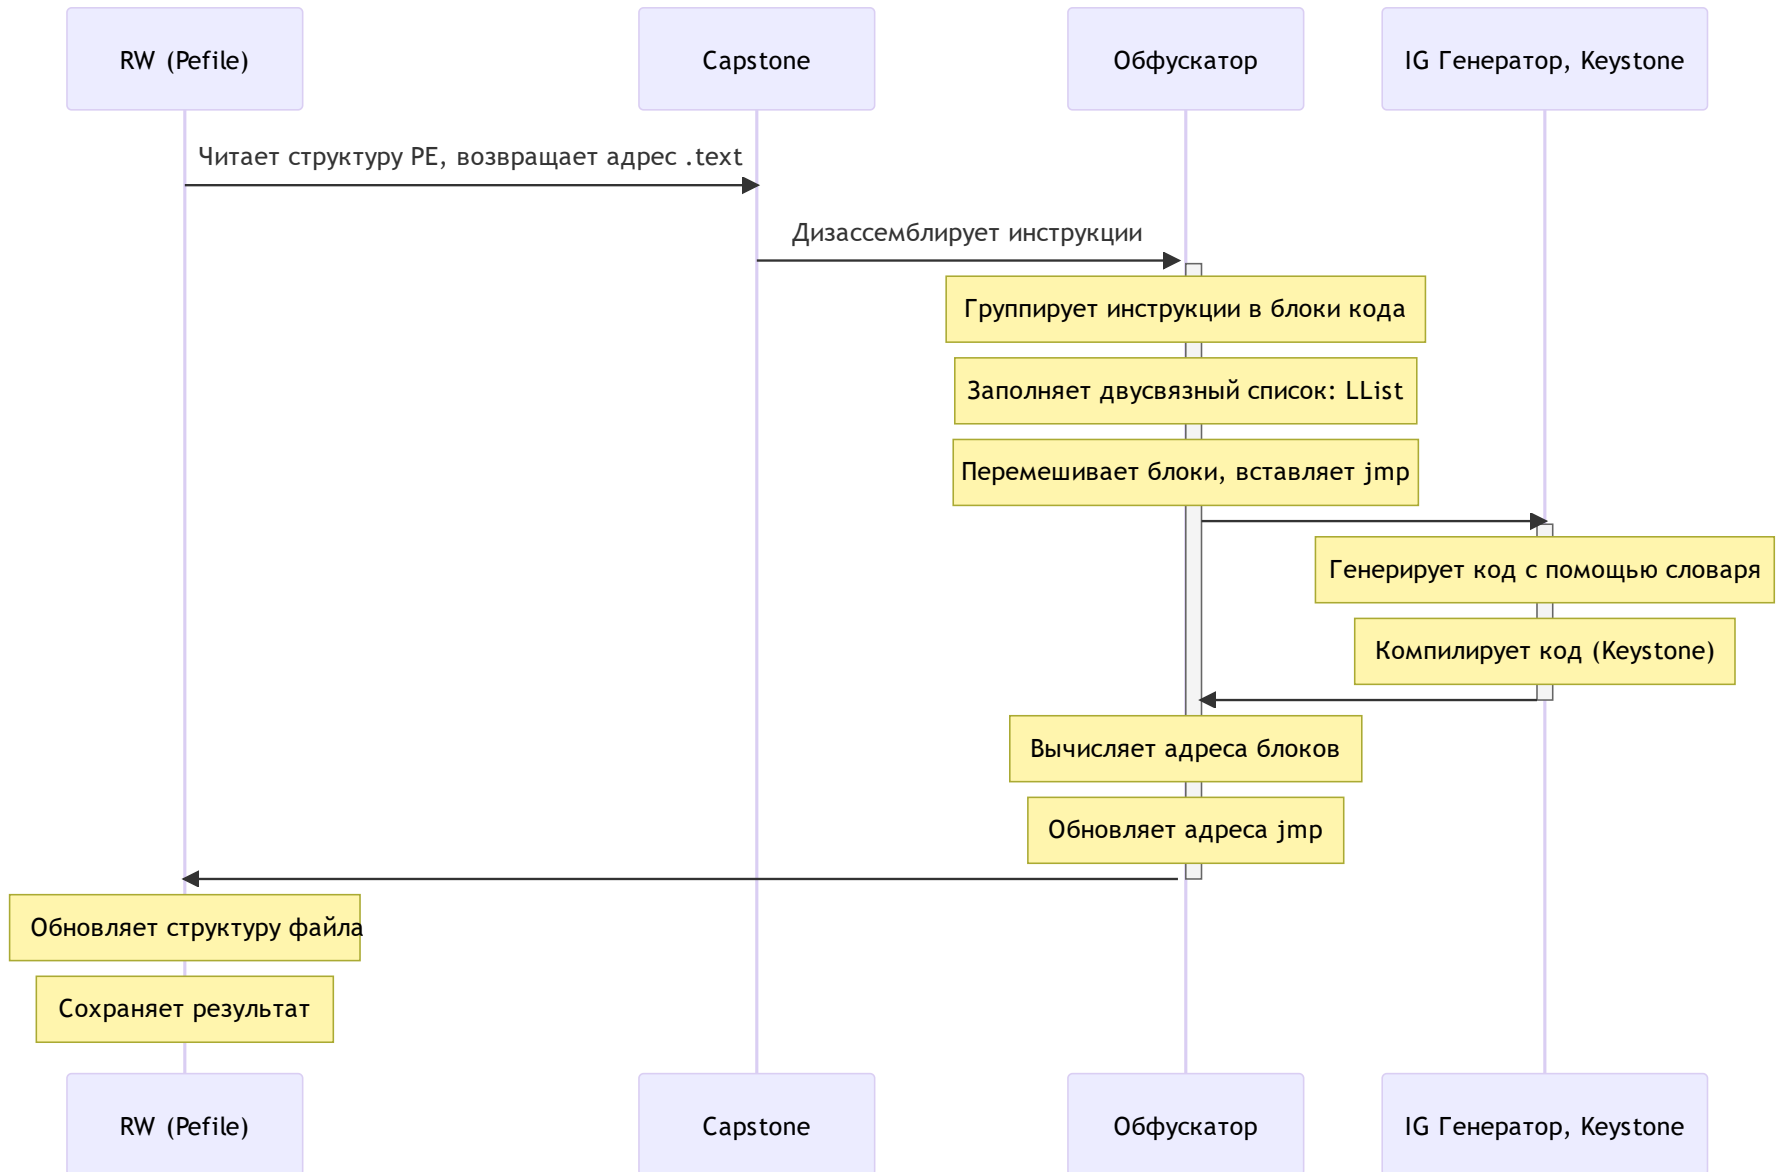 RW (Pefile)
Capstone
Обфускатор
IG Генератор, Keystone
Читает структуру PE, возвращает адрес .text
Дизассемблирует инструкции
Группирует инструкции в блоки кода
Заполняет двусвязный список: LList
Перемешивает блоки, вставляет jmp
Генерирует код с помощью словаря
Компилирует код (Keystone)
Вычисляет адреса блоков
Обновляет адреса jmp
Обновляет структуру файла
Сохраняет результат
RW (Pefile)
Capstone
Обфускатор
IG Генератор, Keystone